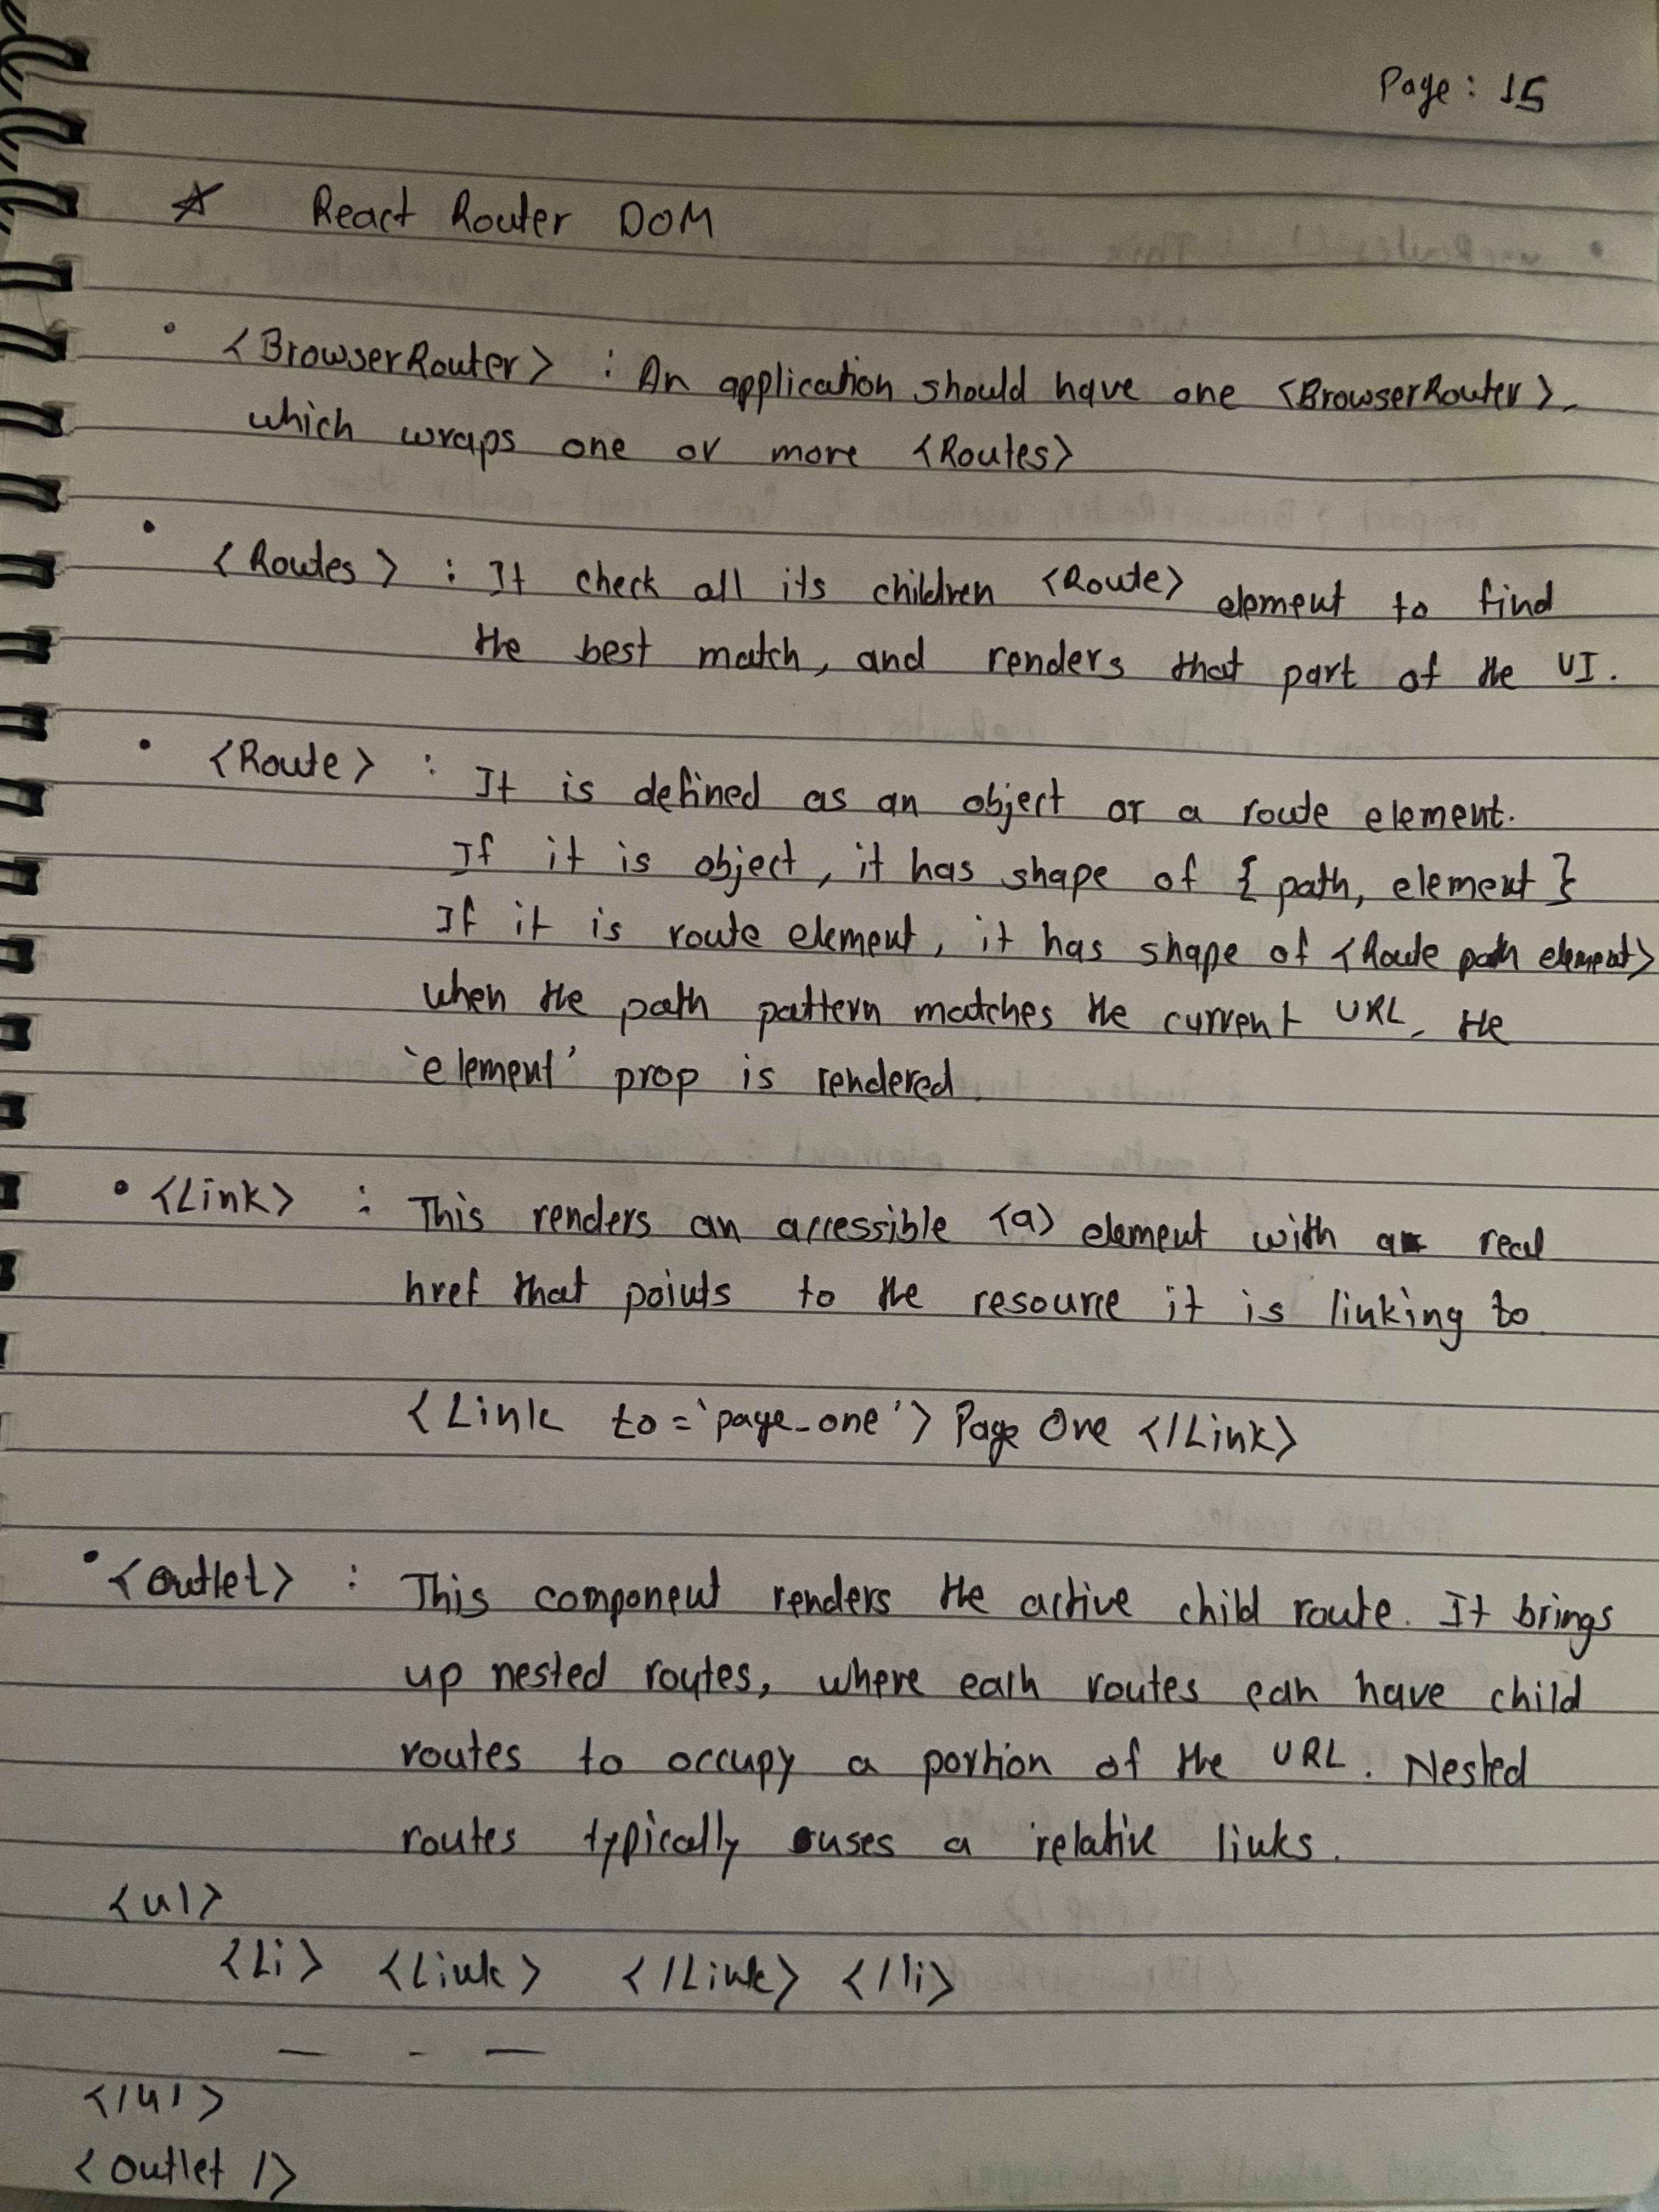 Page: 15
☆ React Router DOM
• <BrowserRouter> : An application should have one <BrowserRouter>,
which wraps one or more <Routes>
• <Routes> : It check all its children <Route> element to find
the best match, and renders that part of the UI.
• <Route> : It is defined as an object or a route element.
If it is object, it has shape of { path, element }
If it is route element, it has shape of <Route path element>
when the path pattern matches the current URL, the
'element' prop is rendered.
• <Link> : This renders an accessible <a> element with a real
href that points to the resource it is linking to.
<Link to='page_one'> Page One </Link>
• <Outlet> : This component renders the active child route. It brings
up nested routes, where each routes can have child
routes to occupy a portion of the URL. Nested
routes typically uses a relative links.
<ul>
<Li> <Link> </Link> </li>
— - —
</ul>
<Outlet />